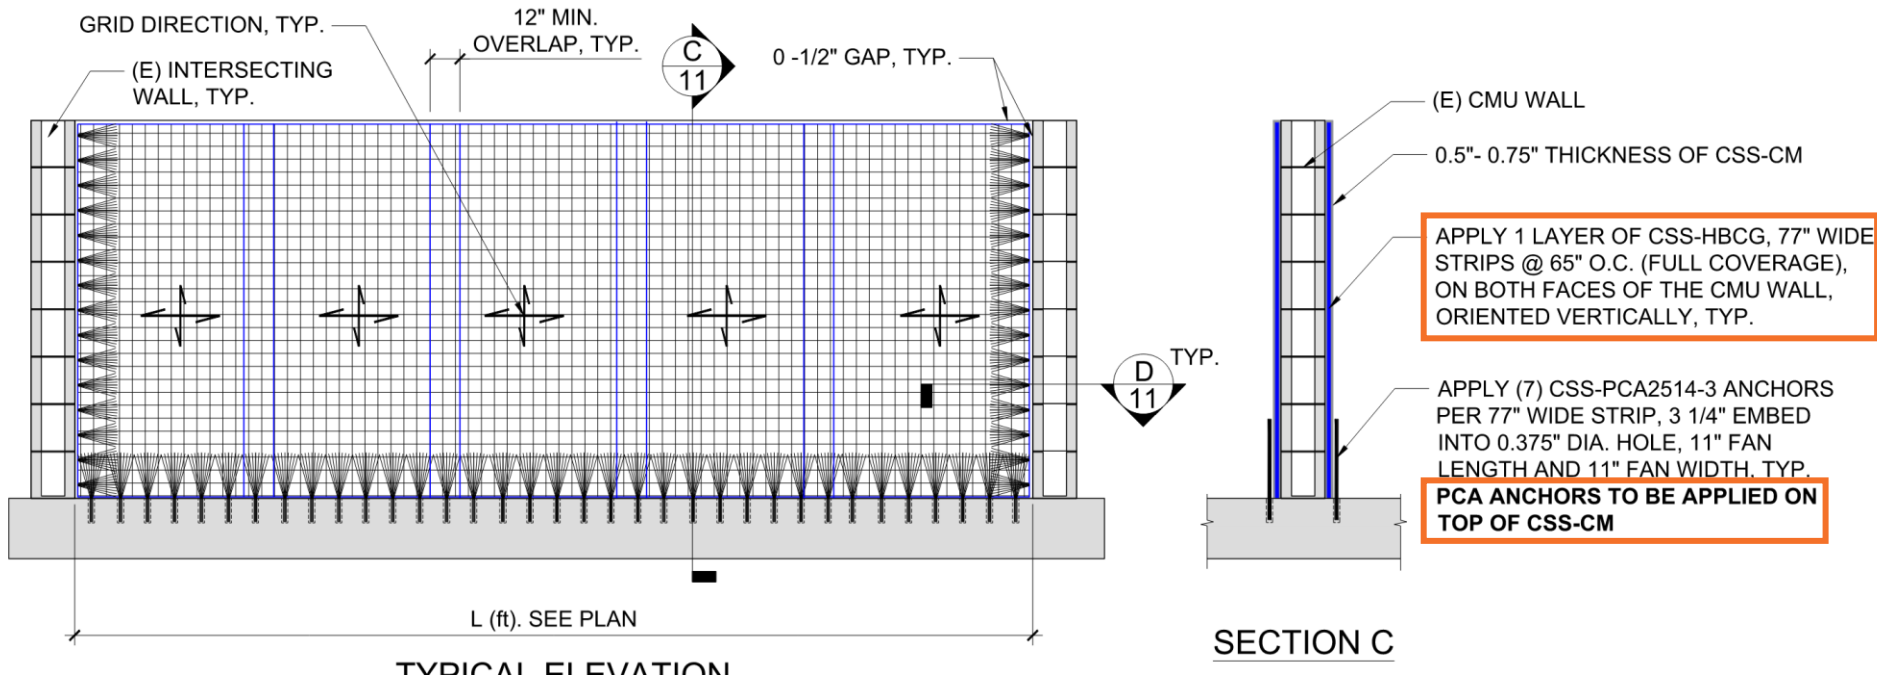 GRID DIRECTION, TYP.
12" MIN.
OVERLAP, TYP.
C
11
0 -1/2" GAP, TYP.
(E) INTERSECTING
WALL, TYP.
(E) CMU WALL
0.5"- 0.75" THICKNESS OF CSS-CM
APPLY 1 LAYER OF CSS-HBCG, 77" WIDE
STRIPS @ 65" O.C. (FULL COVERAGE),
ON BOTH FACES OF THE CMU WALL,
ORIENTED VERTICALLY, TYP.
D
11
TYP.
APPLY (7) CSS-PCA2514-3 ANCHORS
PER 77" WIDE STRIP, 3 1/4" EMBED
INTO 0.375" DIA. HOLE, 11" FAN
LENGTH AND 11" FAN WIDTH, TYP.
PCA ANCHORS TO BE APPLIED ON
TOP OF CSS-CM
L (ft). SEE PLAN
SECTION C
TYPICAL ELEVATION